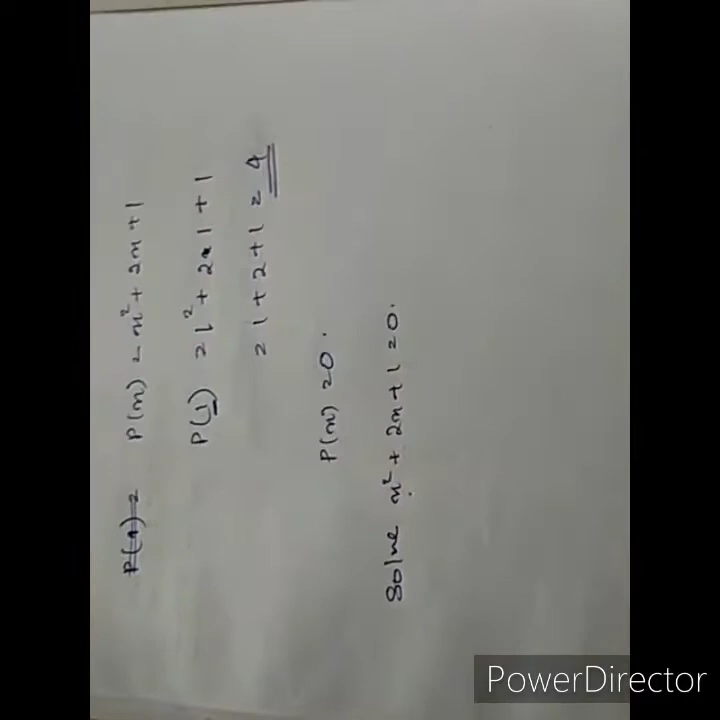 P(x) = x² + 2x + 1
P(1) = 1² + 2×1 + 1
= 1 + 2 + 1 = 4
P(x) = 0.
Solve x² + 2x + 1 = 0.
PowerDirector